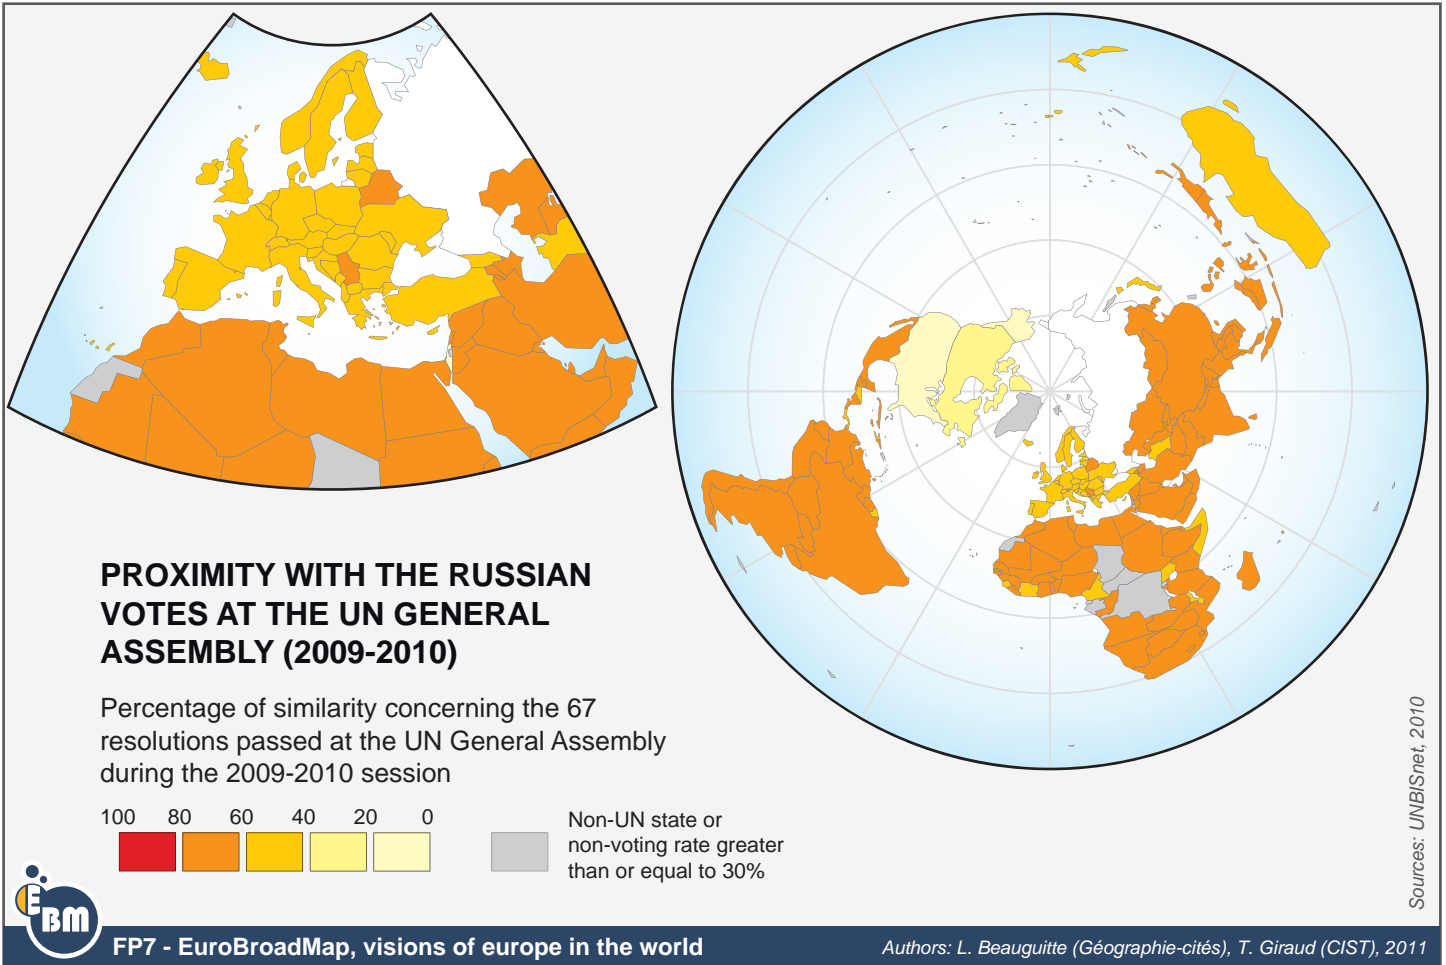 PROXIMITY WITH THE RUSSIAN
VOTES AT THE UN GENERAL
ASSEMBLY (2009-2010)
Percentage of similarity concerning the 67
resolutions passed at the UN General Assembly
during the 2009-2010 session
100 80 60 40 20 0
Non-UN state or
non-voting rate greater
than or equal to 30%
Sources: UNBISnet, 2010
EBM
FP7 - EuroBroadMap, visions of europe in the world
Authors: L. Beauguitte (Géographie-cités), T. Giraud (CIST), 2011